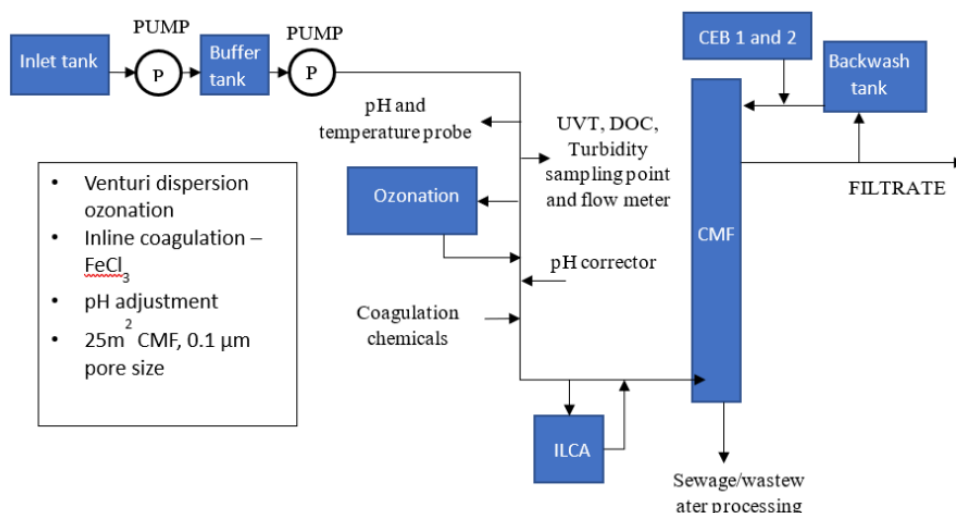 PUMP
PUMP
Inlet tank
P
Buffer
tank
P
CEB 1 and 2
Backwash
tank
pH and
temperature probe
UVT, DOC,
Turbidity
sampling point
and flow meter
• Venturi dispersion
ozonation
• Inline coagulation –
FeCl3
• pH adjustment
• 25m2 CMF, 0.1 µm
pore size
Ozonation
FILTRATE
CMF
pH corrector
Coagulation
chemicals
ILCA
Sewage/wastew
ater processing